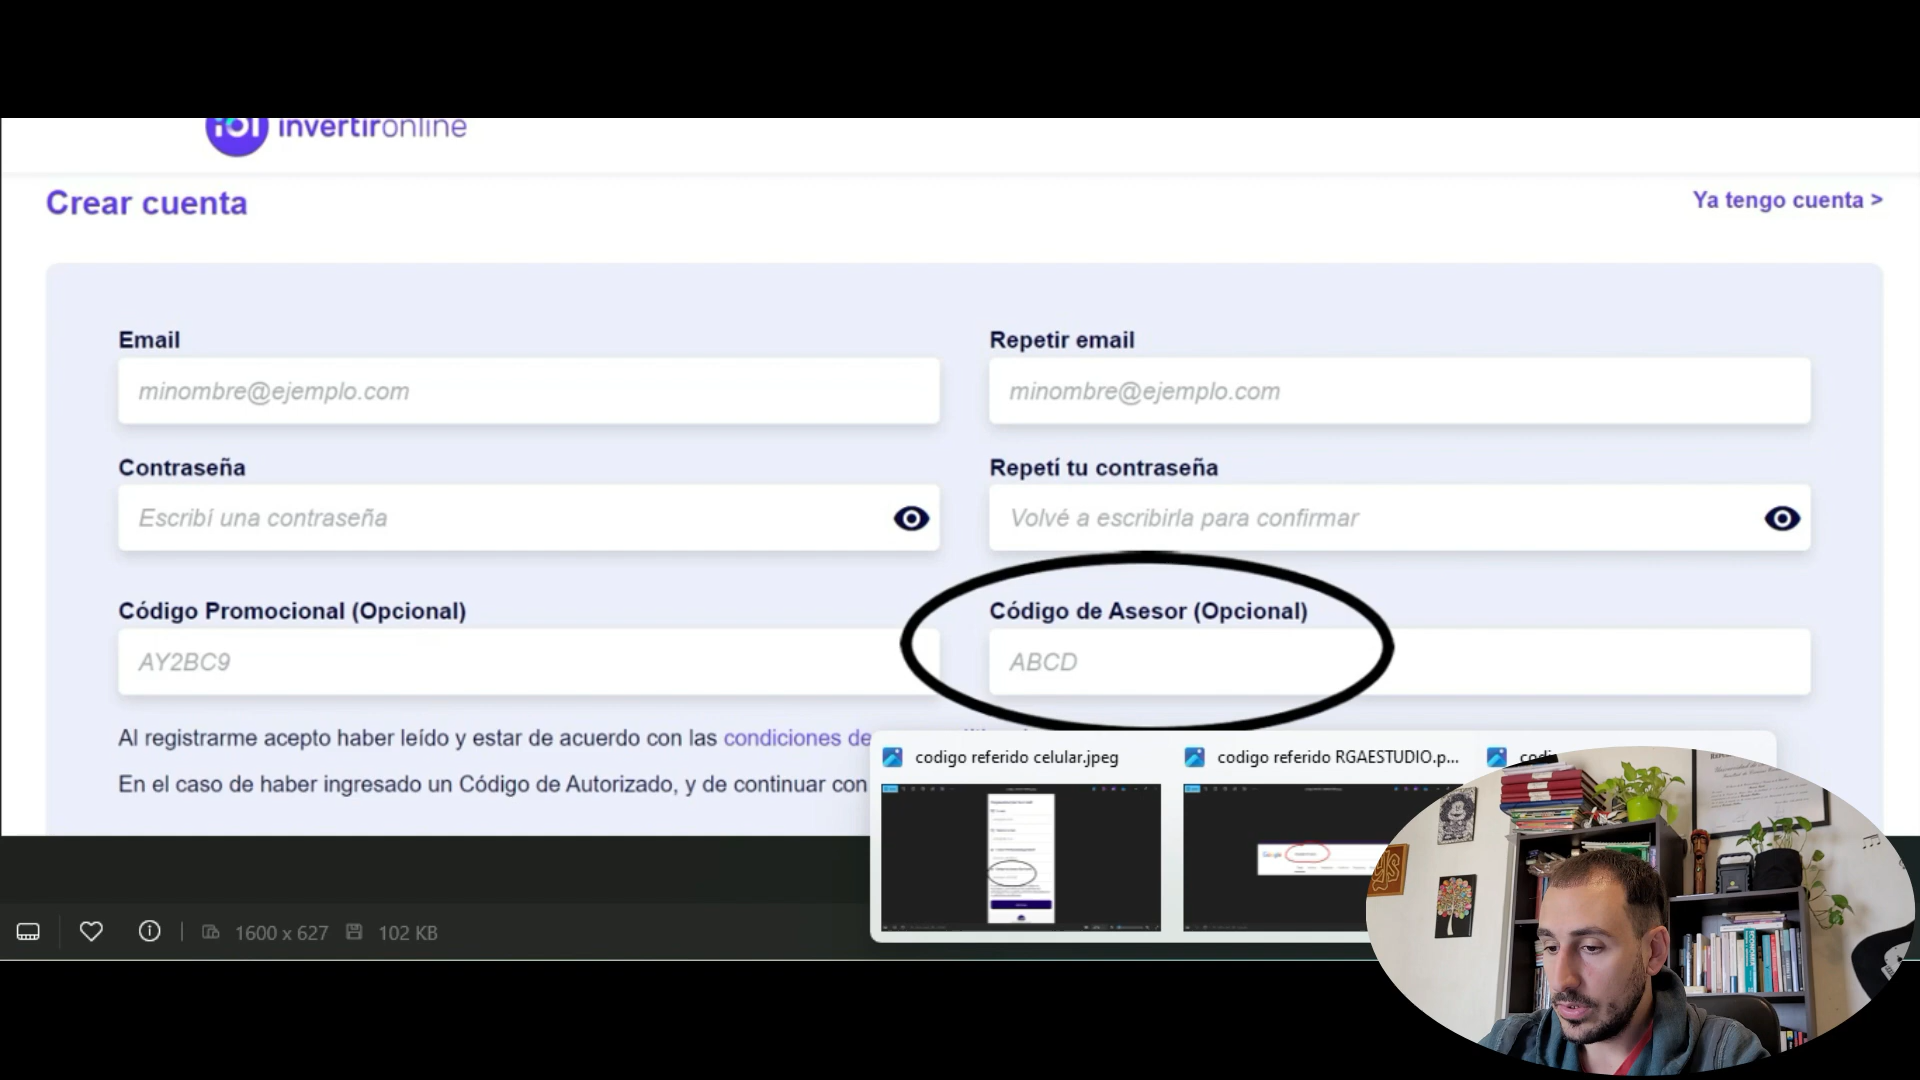 invertironline
Crear cuenta
Ya tengo cuenta >
Email
Repetir email
minombre@ejemplo.com
minombre@ejemplo.com
Contraseña
Repetí tu contraseña
Escribí una contraseña
Volvé a escribirla para confirmar
Código Promocional (Opcional)
Código de Asesor (Opcional)
AY2BC9
ABCD
Al registrarme acepto haber leído y estar de acuerdo con las condiciones de
En el caso de haber ingresado un Código de Autorizado, y de continuar con
codigo referido celular.jpeg
codigo referido RGAESTUDIO.p...
Google
1600 x 627
102 KB